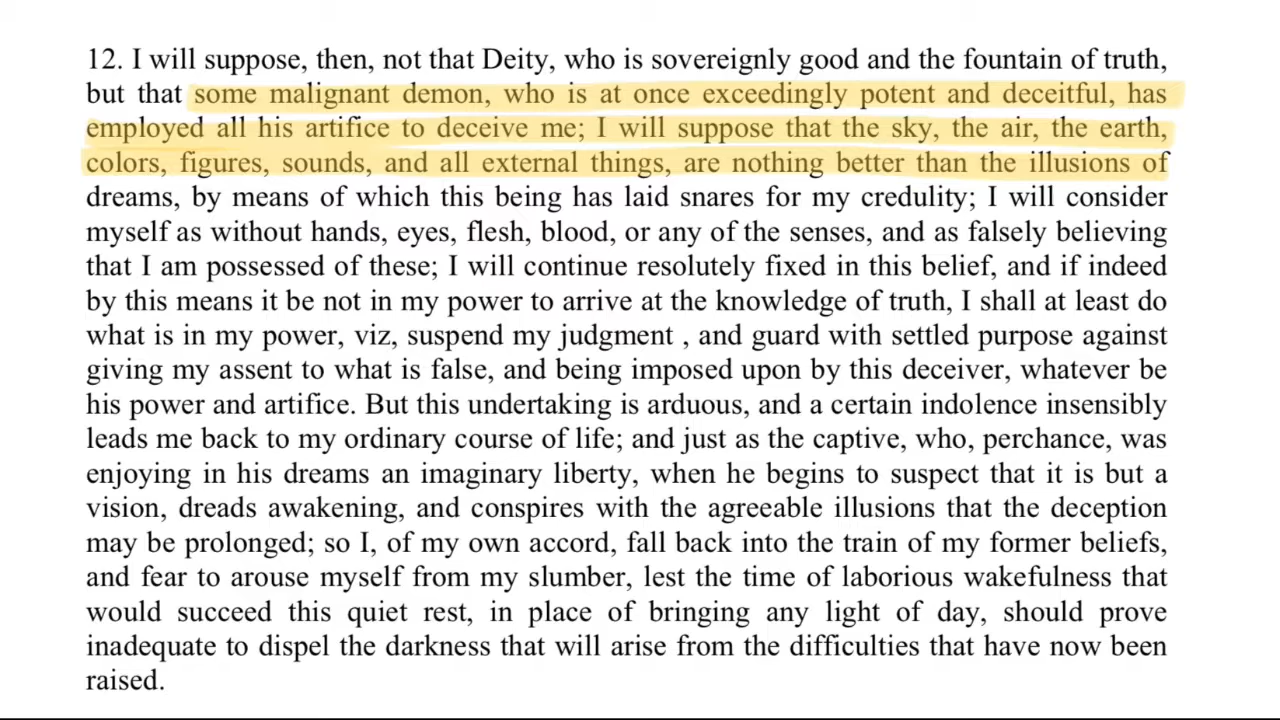 12. I will suppose, then, not that Deity, who is sovereignly good and the fountain of truth,
but that some malignant demon, who is at once exceedingly potent and deceitful, has
employed all his artifice to deceive me; I will suppose that the sky, the air, the earth,
colors, figures, sounds, and all external things, are nothing better than the illusions of
dreams, by means of which this being has laid snares for my credulity; I will consider
myself as without hands, eyes, flesh, blood, or any of the senses, and as falsely believing
that I am possessed of these; I will continue resolutely fixed in this belief, and if indeed
by this means it be not in my power to arrive at the knowledge of truth, I shall at least do
what is in my power, viz, suspend my judgment , and guard with settled purpose against
giving my assent to what is false, and being imposed upon by this deceiver, whatever be
his power and artifice. But this undertaking is arduous, and a certain indolence insensibly
leads me back to my ordinary course of life; and just as the captive, who, perchance, was
enjoying in his dreams an imaginary liberty, when he begins to suspect that it is but a
vision, dreads awakening, and conspires with the agreeable illusions that the deception
may be prolonged; so I, of my own accord, fall back into the train of my former beliefs,
and fear to arouse myself from my slumber, lest the time of laborious wakefulness that
would succeed this quiet rest, in place of bringing any light of day, should prove
inadequate to dispel the darkness that will arise from the difficulties that have now been
raised.